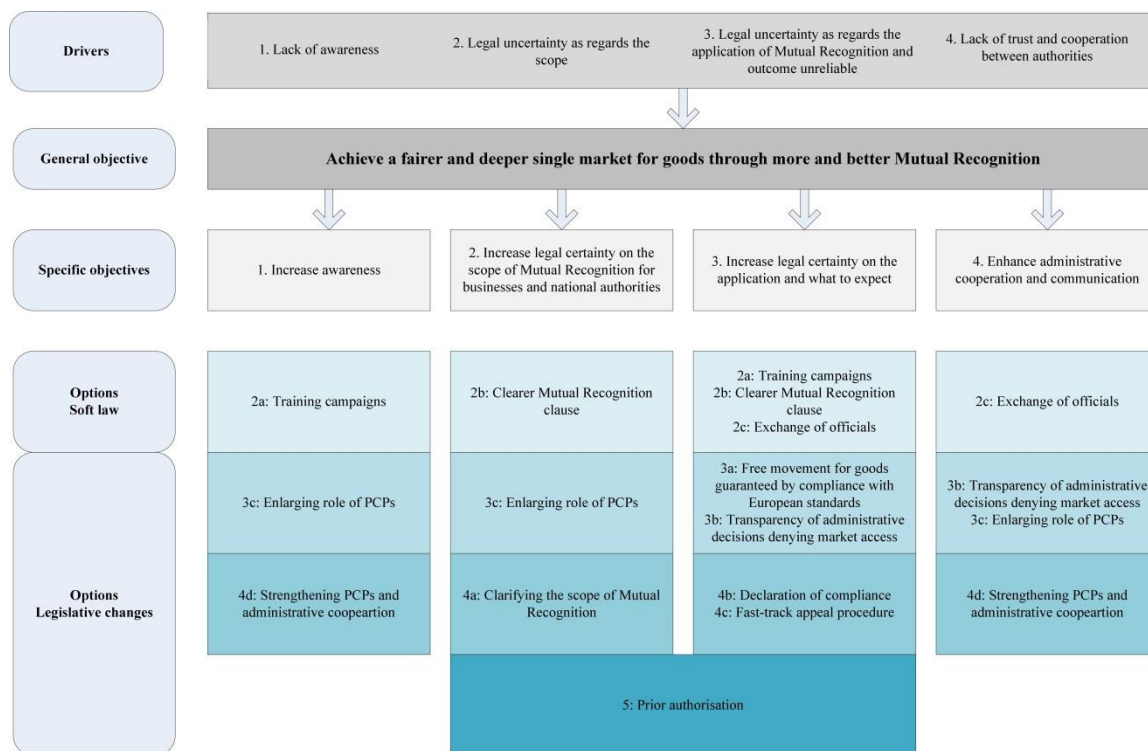 Drivers
1. Lack of awareness
2. Legal uncertainty as regards the
scope
3. Legal uncertainty as regards the
application of Mutual Recognition and
outcome unreliable
4. Lack of trust and cooperation
between authorities
General objective
Achieve a fairer and deeper single market for goods through more and better Mutual Recognition
Specific objectives
1. Increase awareness
2. Increase legal certainty on the
scope of Mutual Recognition for
businesses and national authorities
3. Increase legal certainty on the
application and what to expect
4. Enhance administrative
cooperation and communication
Options
Soft law
2a: Training campaigns
2b: Clearer Mutual Recognition
clause
2a: Training campaigns
2b: Clearer Mutual Recognition
clause
2c: Exchange of officials
2c: Exchange of officials
Options
Legislative changes
3c: Enlarging role of PCPs
3c: Enlarging role of PCPs
3a: Free movement for goods
guaranteed by compliance with
European standards
3b: Transparency of administrative
decisions denying market access
3b: Transparency of administrative
decisions denying market access
3c: Enlarging role of PCPs
4d: Strengthening PCPs and
administrative coopeartion
4a: Clarifying the scope of Mutual
Recognition
4b: Declaration of compliance
4c: Fast-track appeal procedure
4d: Strengthening PCPs and
administrative coopeartion
5: Prior authorisation